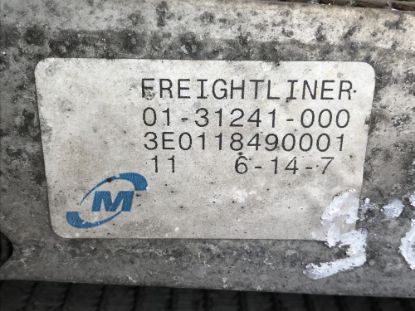 FREIGHTLINER
01-31241-000
3E0118490001
11 6-14-7
M